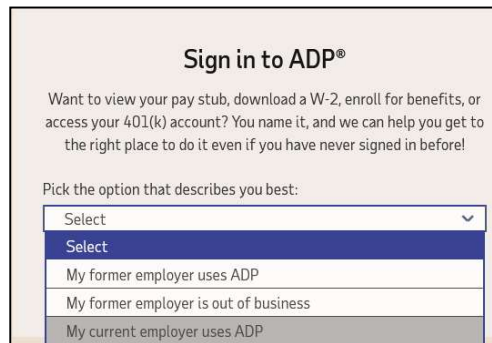 Sign in to ADP®
Want to view your pay stub, download a W-2, enroll for benefits, or
access your 401(k) account? You name it, and we can help you get to
the right place to do it even if you have never signed in before!
Pick the option that describes you best:
Select
Select
My former employer uses ADP
My former employer is out of business
My current employer uses ADP